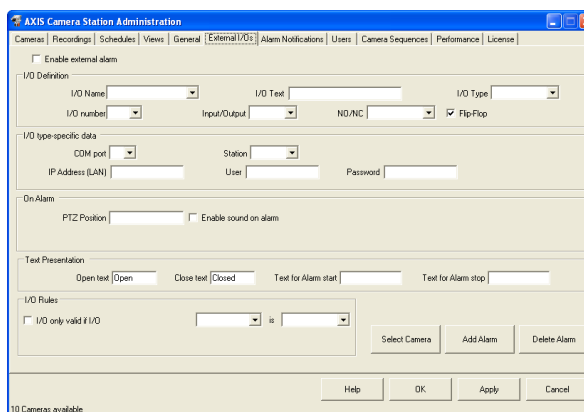 AXIS Camera Station Administration
Cameras Recordings Schedules Views General External I/Os Alarm Notifications Users Camera Sequences Performance License
Enable external alarm
I/O Definition
I/O Name I/O Text I/O Type
I/O number Input/Output NO/NC Flip-Flop
I/O type-specific data
COM port Station
IP Address (LAN) User Password
On Alarm
PTZ Position Enable sound on alarm
Text Presentation
Open text Open Close text Closed Text for Alarm start Text for Alarm stop
I/O Rules
I/O only valid if I/O is
Select Camera Add Alarm Delete Alarm
Help OK Apply Cancel
10 Cameras available